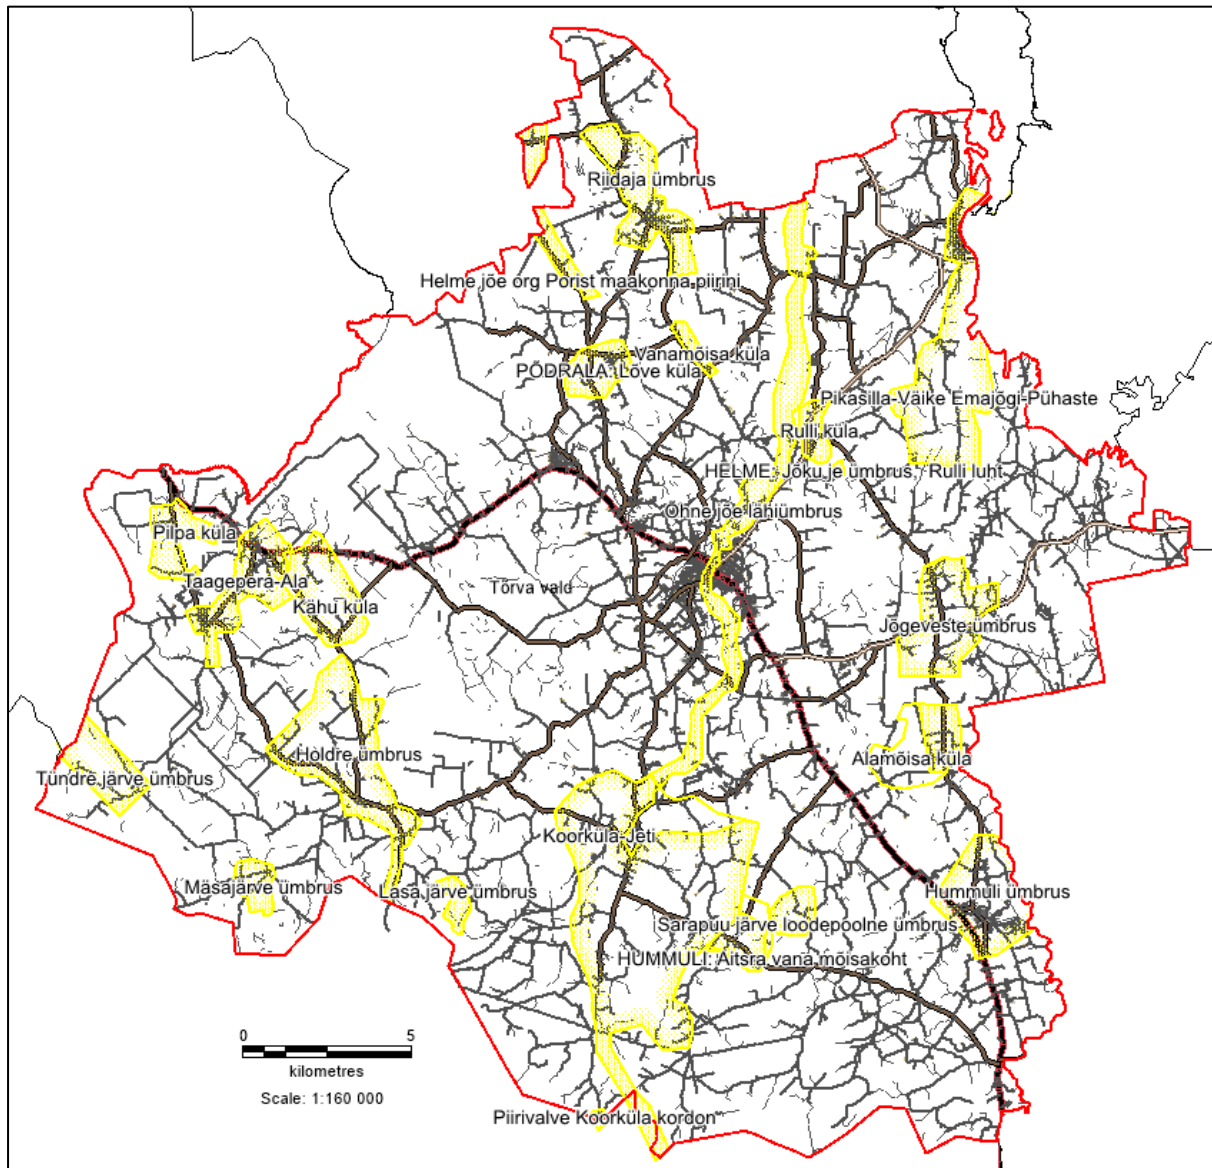 Riidaja ümbrus
Helme jõe org Porist maakonna piirini
Vanamõisa küla
PÕDRALA: Lõve küla
Pikasilla-Väike Emajõgi-Pühaste
Rulli küla
HELME: Jõku je ümbrus / Rulli luht
Õhne jõe lähiümbrus
Pilpa küla
Taagepera-Ala
Tõrva vald
Kähu küla
Jõgeveste ümbrus
Holdre ümbrus
Alamõisa küla
Tündre järve ümbrus
Koorküla-Jeti
Mäsajärve ümbrus
Lasa järve ümbrus
Hummuli ümbrus
Sarapuu järve loodepoolne ümbrus
HUMMULI: Aitsra vana mõisakoht
0 5
kilometres
Scale: 1:160 000
Piirivalve Koorküla kordon